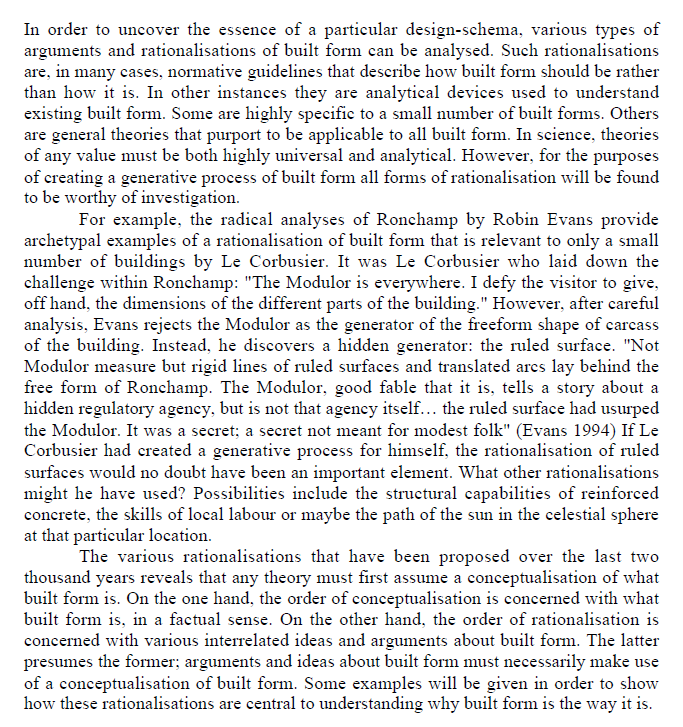 In order to uncover the essence of a particular design-schema, various types of
arguments and rationalisations of built form can be analysed. Such rationalisations
are, in many cases, normative guidelines that describe how built form should be rather
than how it is. In other instances they are analytical devices used to understand
existing built form. Some are highly specific to a small number of built forms. Others
are general theories that purport to be applicable to all built form. In science, theories
of any value must be both highly universal and analytical. However, for the purposes
of creating a generative process of built form all forms of rationalisation will be found
to be worthy of investigation.
For example, the radical analyses of Ronchamp by Robin Evans provide
archetypal examples of a rationalisation of built form that is relevant to only a small
number of buildings by Le Corbusier. It was Le Corbusier who laid down the
challenge within Ronchamp: "The Modulor is everywhere. I defy the visitor to give,
off hand, the dimensions of the different parts of the building." However, after careful
analysis, Evans rejects the Modulor as the generator of the freeform shape of carcass
of the building. Instead, he discovers a hidden generator: the ruled surface. "Not
Modulor measure but rigid lines of ruled surfaces and translated arcs lay behind the
free form of Ronchamp. The Modulor, good fable that it is, tells a story about a
hidden regulatory agency, but is not that agency itself… the ruled surface had usurped
the Modulor. It was a secret; a secret not meant for modest folk" (Evans 1994) If Le
Corbusier had created a generative process for himself, the rationalisation of ruled
surfaces would no doubt have been an important element. What other rationalisations
might he have used? Possibilities include the structural capabilities of reinforced
concrete, the skills of local labour or maybe the path of the sun in the celestial sphere
at that particular location.
The various rationalisations that have been proposed over the last two
thousand years reveals that any theory must first assume a conceptualisation of what
built form is. On the one hand, the order of conceptualisation is concerned with what
built form is, in a factual sense. On the other hand, the order of rationalisation is
concerned with various interrelated ideas and arguments about built form. The latter
presumes the former; arguments and ideas about built form must necessarily make use
of a conceptualisation of built form. Some examples will be given in order to show
how these rationalisations are central to understanding why built form is the way it is.